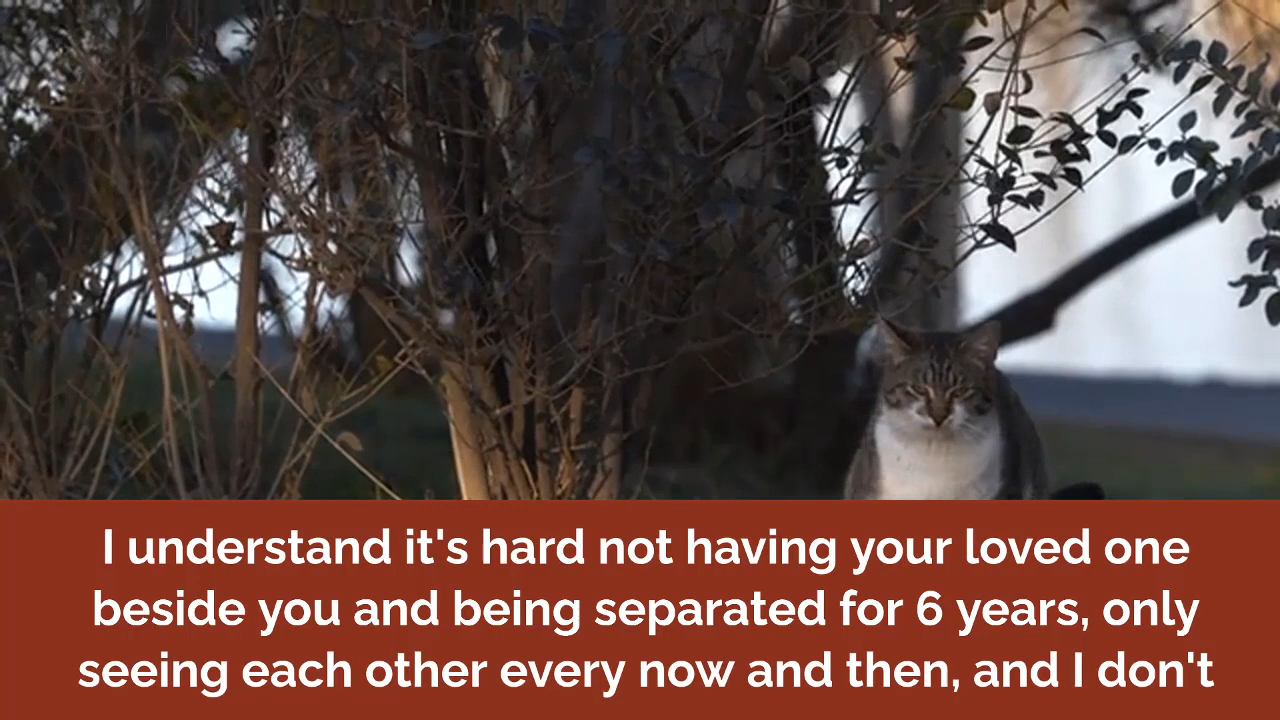 I understand it's hard not having your loved one
beside you and being separated for 6 years, only
seeing each other every now and then, and I don't